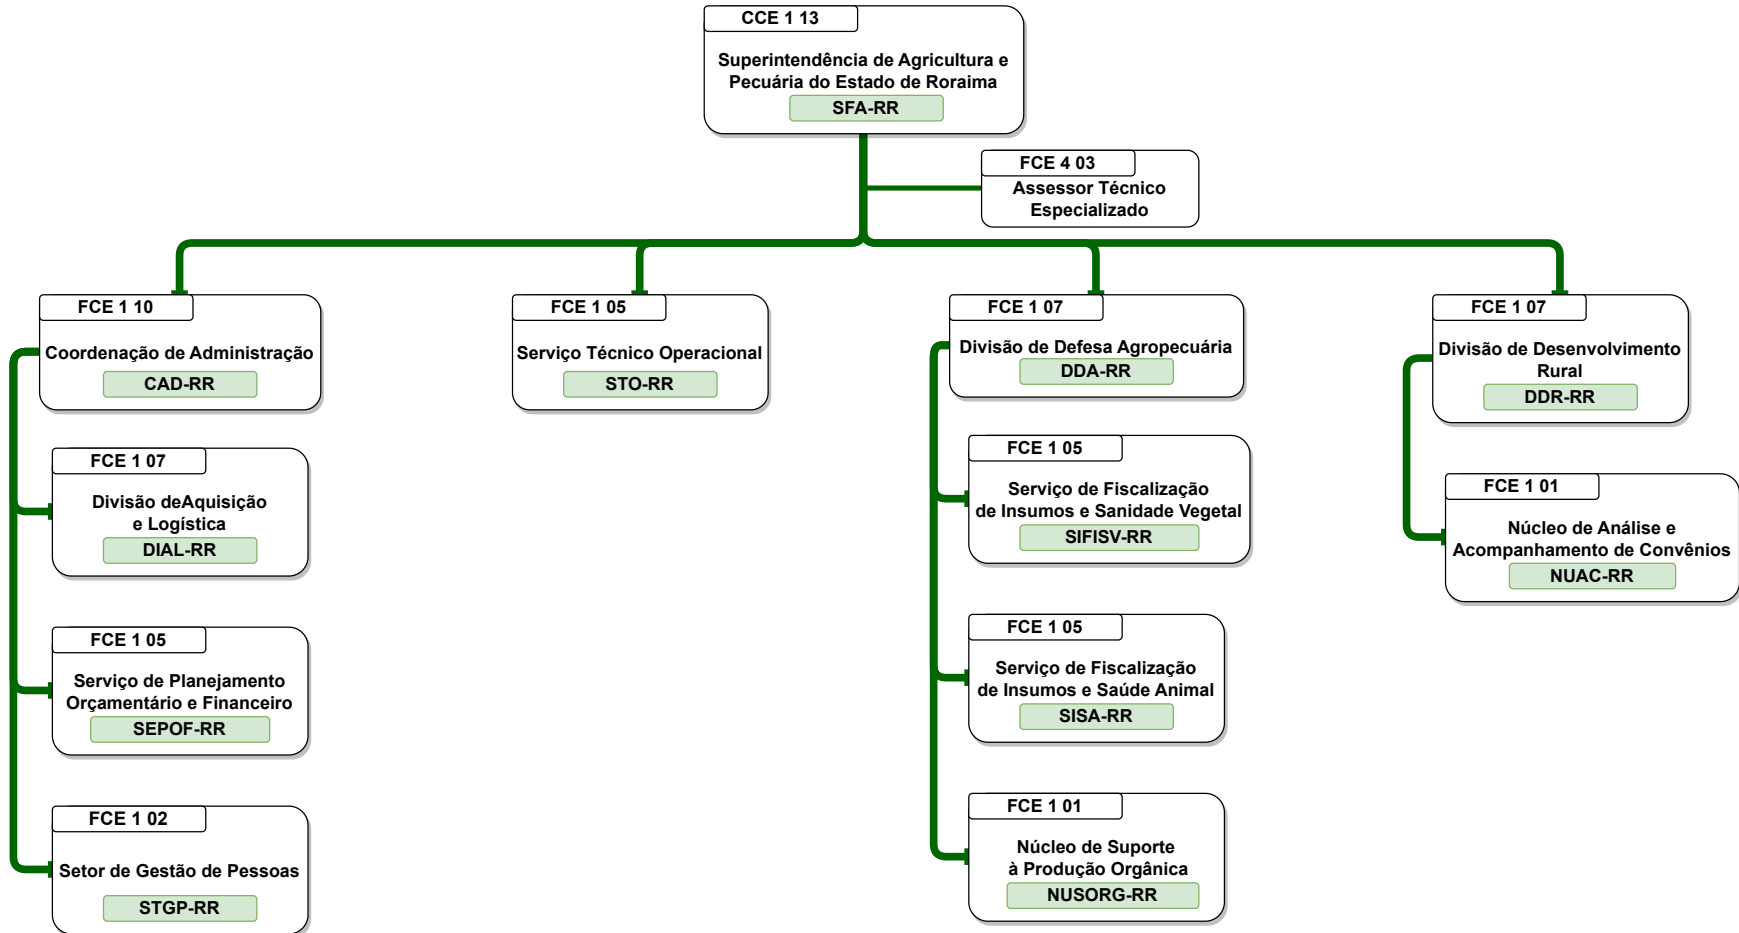 CCE 1 13
Superintendência de Agricultura e
Pecuária do Estado de Roraima
SFA-RR
FCE 4 03
Assessor Técnico
Especializado
FCE 1 10
Coordenação de Administração
CAD-RR
FCE 1 07
Divisão deAquisição
e Logística
DIAL-RR
FCE 1 05
Serviço de Planejamento
Orçamentário e Financeiro
SEPOF-RR
FCE 1 02
Setor de Gestão de Pessoas
STGP-RR
FCE 1 05
Serviço Técnico Operacional
STO-RR
FCE 1 07
Divisão de Defesa Agropecuária
DDA-RR
FCE 1 05
Serviço de Fiscalização
de Insumos e Sanidade Vegetal
SIFISV-RR
FCE 1 05
Serviço de Fiscalização
de Insumos e Saúde Animal
SISA-RR
FCE 1 01
Núcleo de Suporte
à Produção Orgânica
NUSORG-RR
FCE 1 07
Divisão de Desenvolvimento
Rural
DDR-RR
FCE 1 01
Núcleo de Análise e
Acompanhamento de Convênios
NUAC-RR